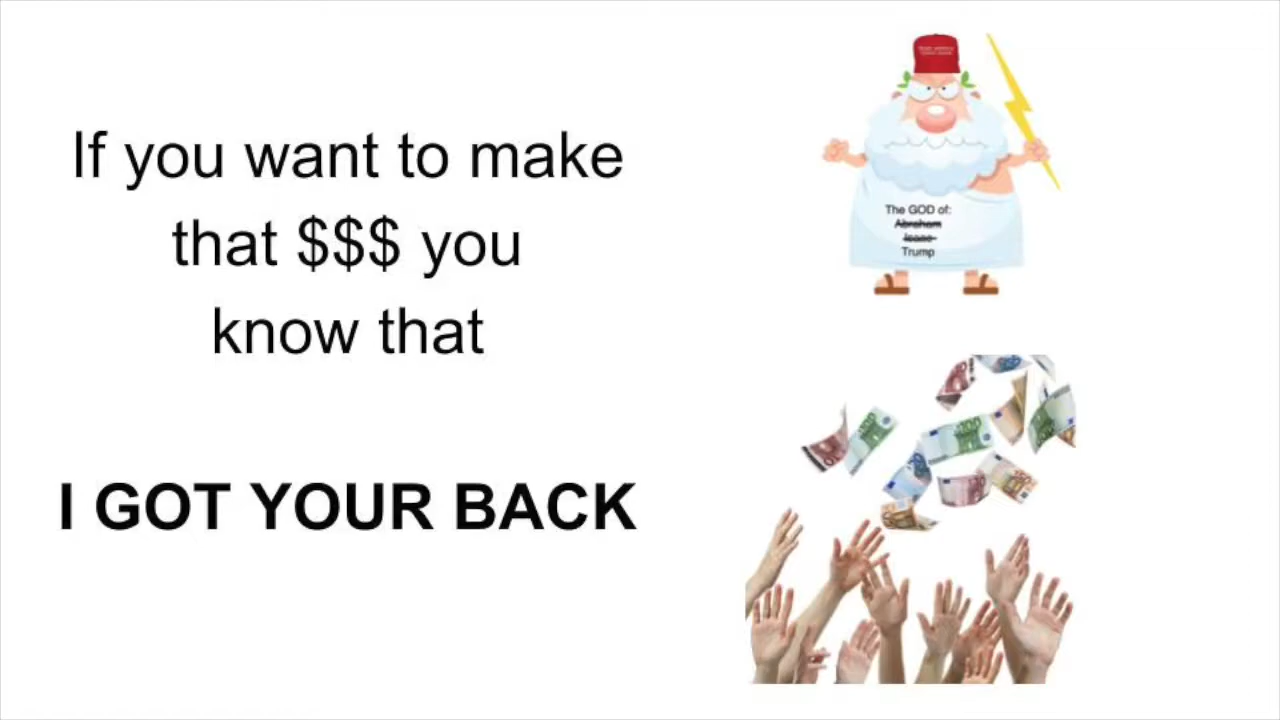 If you want to make
that $$$ you
know that
I GOT YOUR BACK
The GOD of:
Abraham
Isaac
Trump